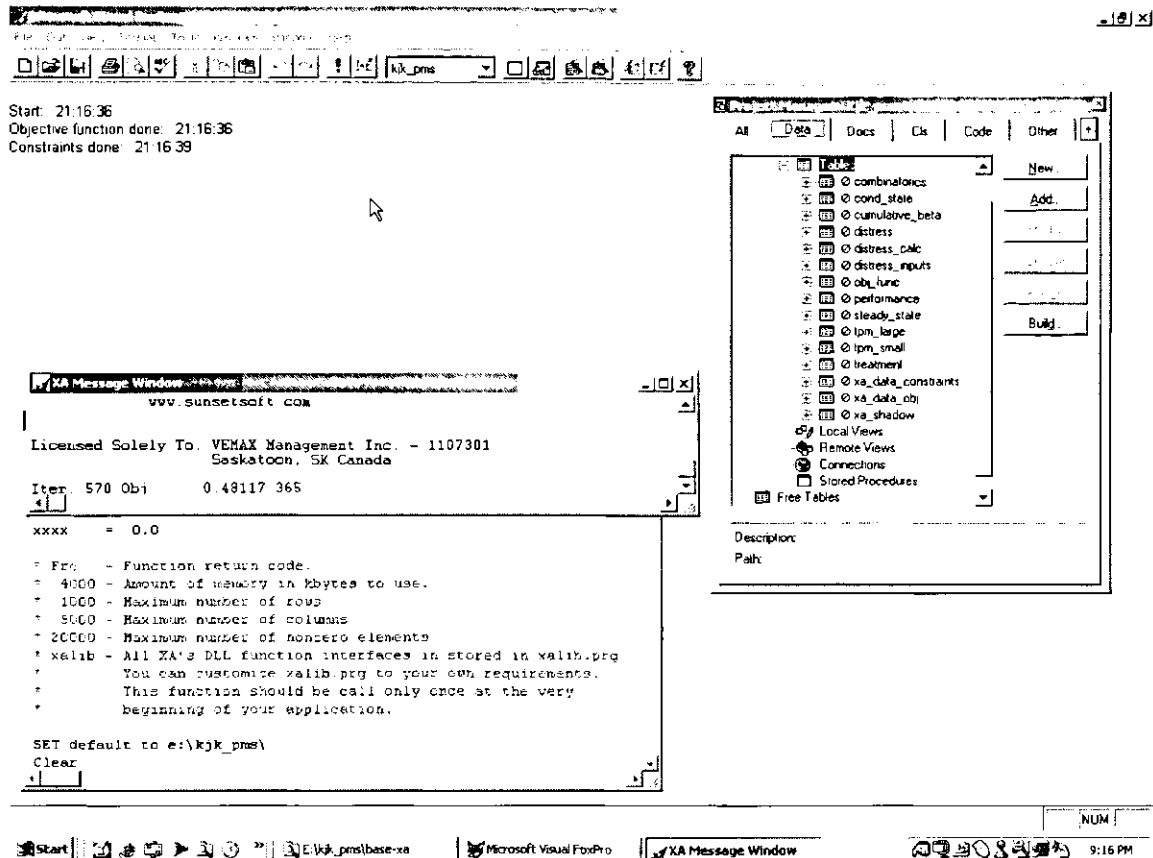 kjk_pms
Start: 21:16:36
Objective function done: 21:16:36
Constraints done: 21:16:39
All Data Docs Cls Code Other
Tables
combinatorics
cond_state
cumulative_beta
distress
distress_calc
distress_inputs
obj_func
performance
steady_state
tpm_large
tpm_small
treatment
xa_data_constraints
xa_data_obj
xa_shadow
Local Views
Remote Views
Connections
Stored Procedures
Free Tables
New..
Add..
Build..
Description:
Path:
XA Message Window
www.sunsetsoft.com
Licensed Solely To. VEMAX Management Inc. - 1107301
Saskatoon, SK Canada
Iter. 570 Obj 0.48117 365
xxxx = 0.0
* Frc - Function return code.
* 4000 - Amount of memory in Kbytes to use.
* 1000 - Maximum number of rows
* 5000 - Maximum number of columns
* 20000 - Maximum number of nonzero elements
* xalib - All XA's DLL function interfaces in stored in xalib.prg
* You can customize xalib.prg to your own requirements.
* This function should be call only once at the very
* beginning of your application.
SET default to e:\kjk_pms\
Clear
NUM
Start E:\kjk_pms\base-xa Microsoft Visual FoxPro XA Message Window 9:16 PM